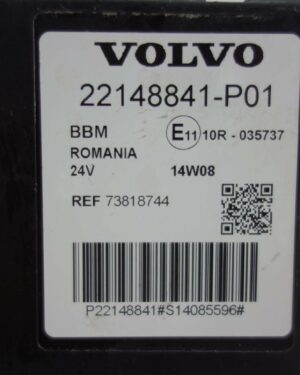 VOLVO
22148841-P01
BBM E11 10R - 035737
ROMANIA
24V 14W08
REF 73818744
P22148841#S14085596#